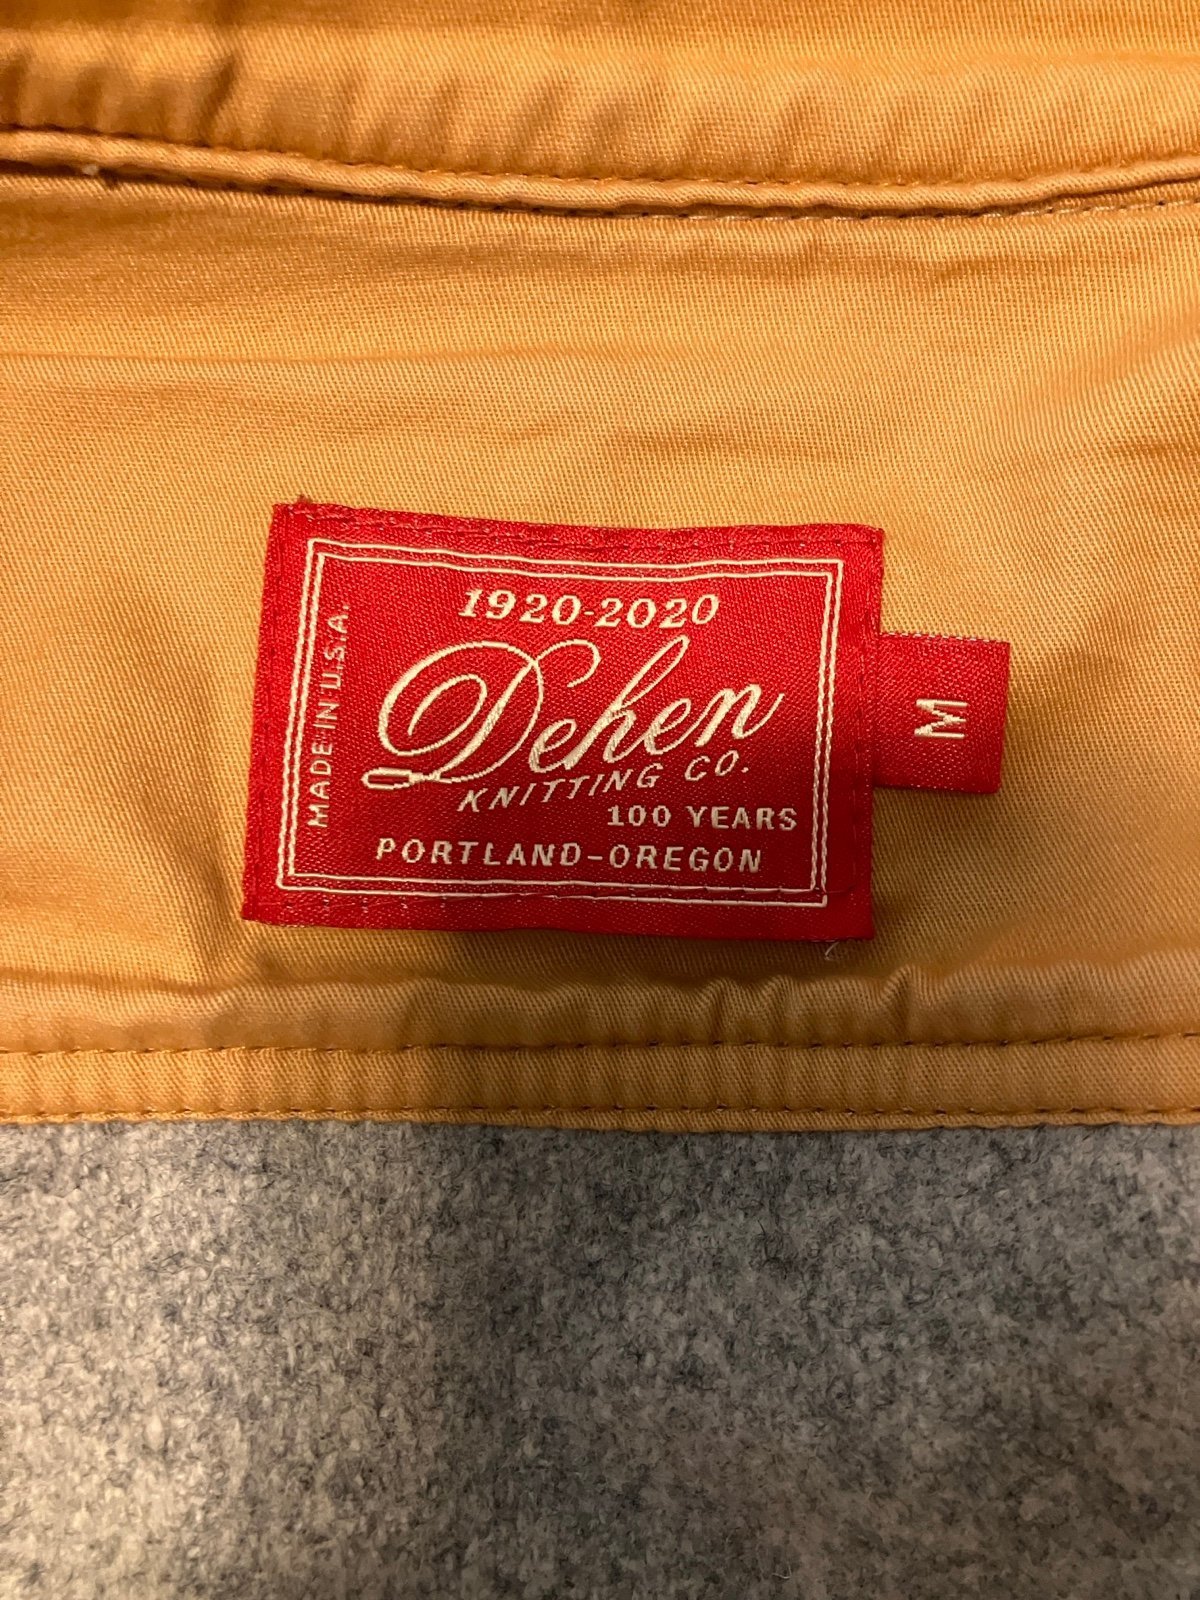 1920-2020
Dehen
KNITTING CO.
100 YEARS
PORTLAND-OREGON
MADE IN U.S.A.
M